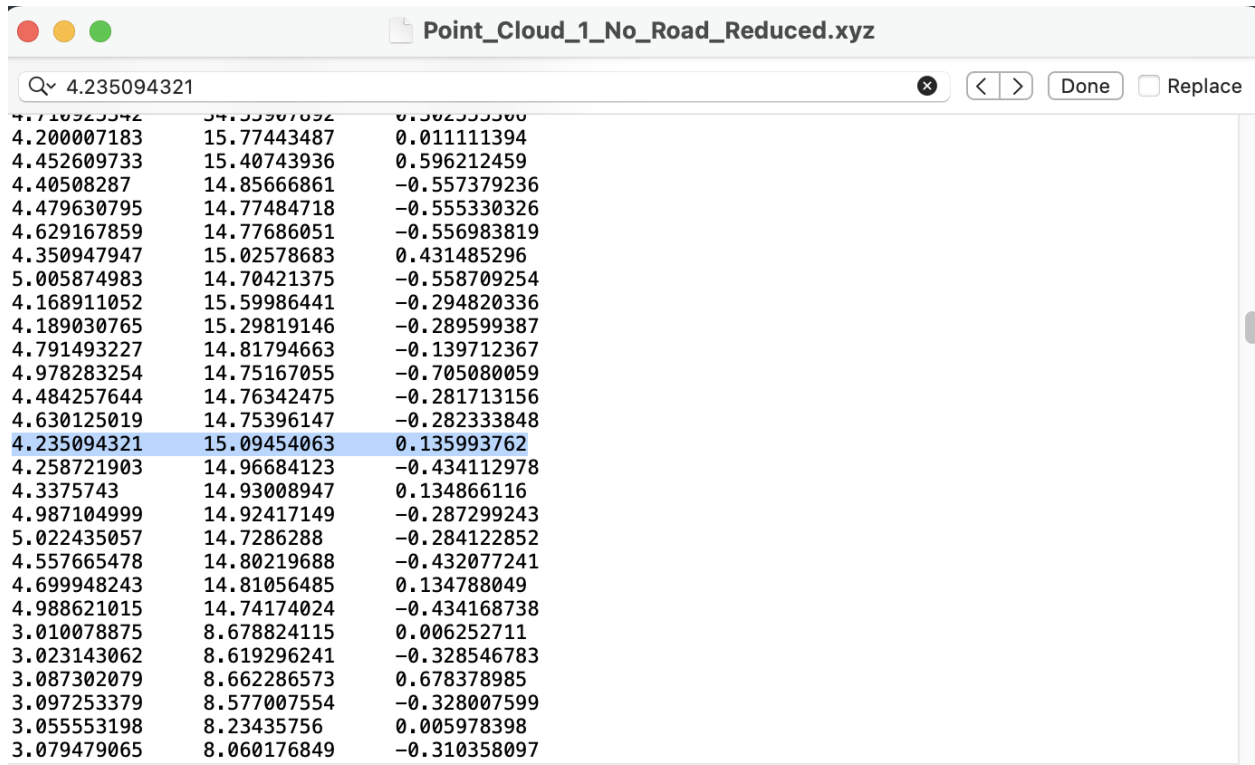 Point_Cloud_1_No_Road_Reduced.xyz
4.235094321 Done Replace
4.710925342 34.55907892 0.302555306
4.200007183 15.77443487 0.011111394
4.452609733 15.40743936 0.596212459
4.40508287 14.85666861 −0.557379236
4.479630795 14.77484718 −0.555330326
4.629167859 14.77686051 −0.556983819
4.350947947 15.02578683 0.431485296
5.005874983 14.70421375 −0.558709254
4.168911052 15.59986441 −0.294820336
4.189030765 15.29819146 −0.289599387
4.791493227 14.81794663 −0.139712367
4.978283254 14.75167055 −0.705080059
4.484257644 14.76342475 −0.281713156
4.630125019 14.75396147 −0.282333848
4.235094321 15.09454063 0.135993762
4.258721903 14.96684123 −0.434112978
4.3375743 14.93008947 0.134866116
4.987104999 14.92417149 −0.287299243
5.022435057 14.7286288 −0.284122852
4.557665478 14.80219688 −0.432077241
4.699948243 14.81056485 0.134788049
4.988621015 14.74174024 −0.434168738
3.010078875 8.678824115 0.006252711
3.023143062 8.619296241 −0.328546783
3.087302079 8.662286573 0.678378985
3.097253379 8.577007554 −0.328007599
3.055553198 8.23435756 0.005978398
3.079479065 8.060176849 −0.310358097